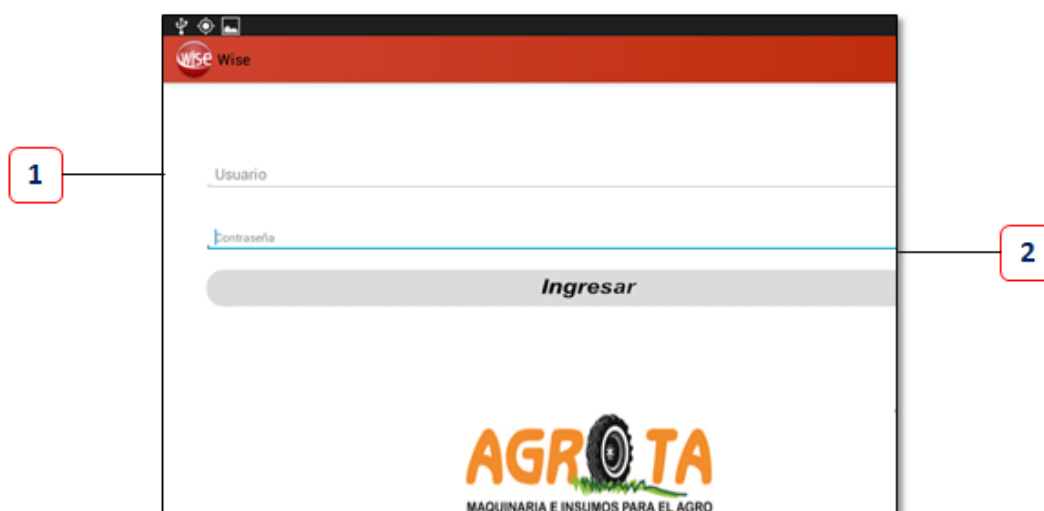 wise Wise
1
Usuario
Contraseña
2
Ingresar
AGROTA
MAQUINARIA E INSUMOS PARA EL AGRO